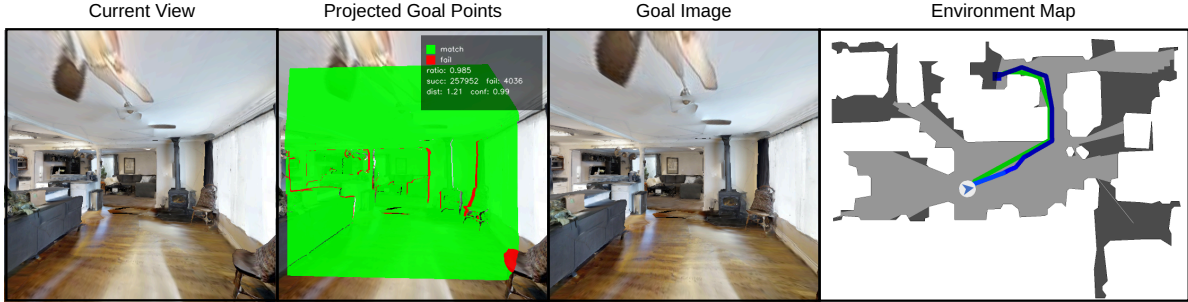 Current View
Projected Goal Points
Goal Image
Environment Map
match
fail
ratio: 0.985
succ: 257952 fail: 4036
dist: 1.21 conf: 0.99